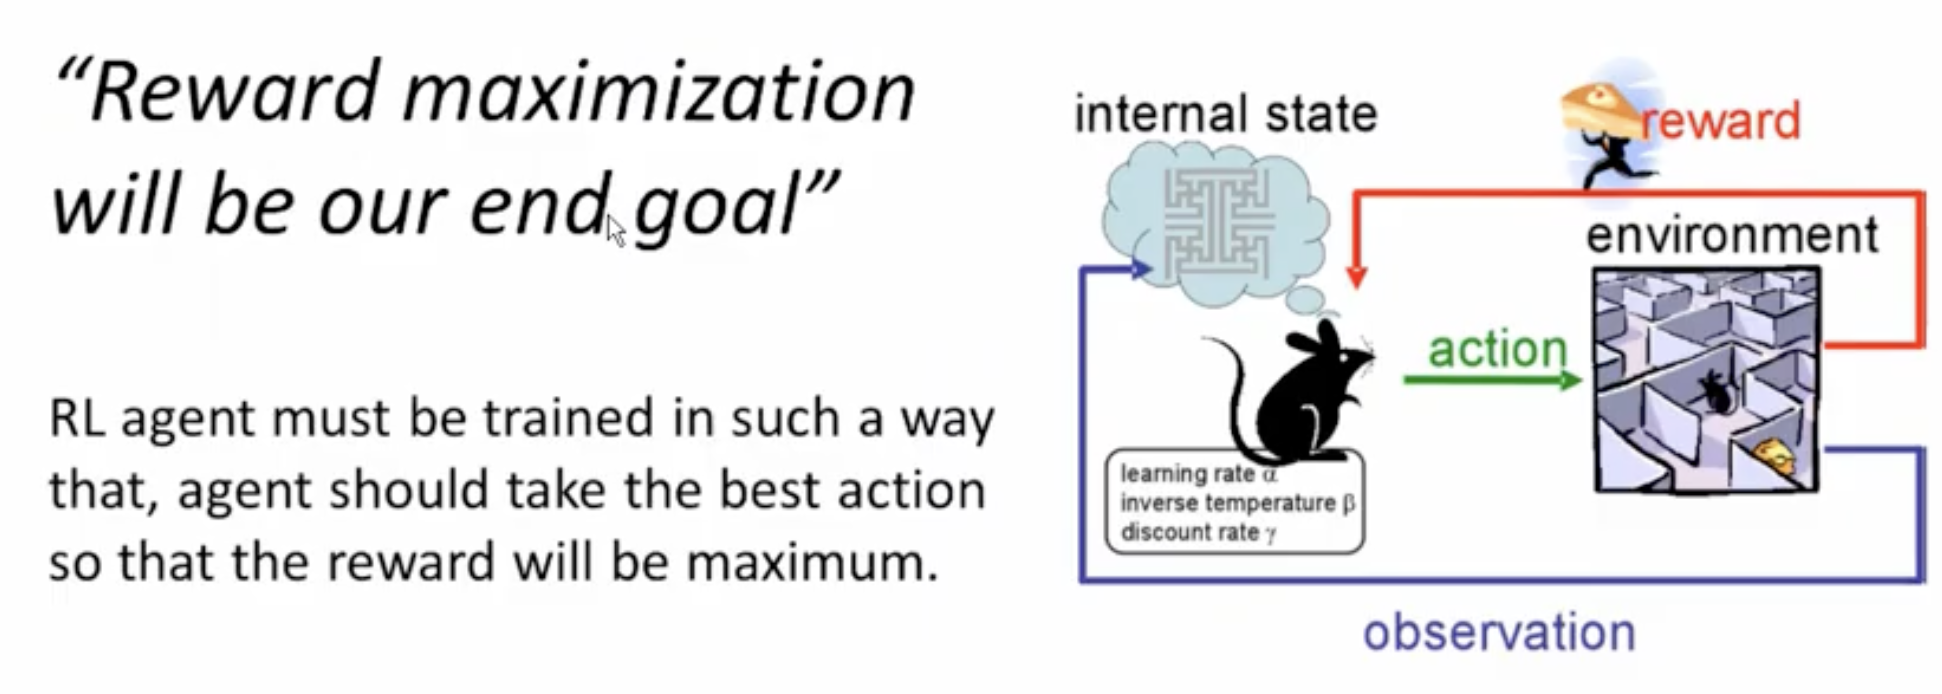 “Reward maximization
will be our end goal”
RL agent must be trained in such a way
that, agent should take the best action
so that the reward will be maximum.
internal state
reward
environment
action
learning rate α
inverse temperature β
discount rate γ
observation